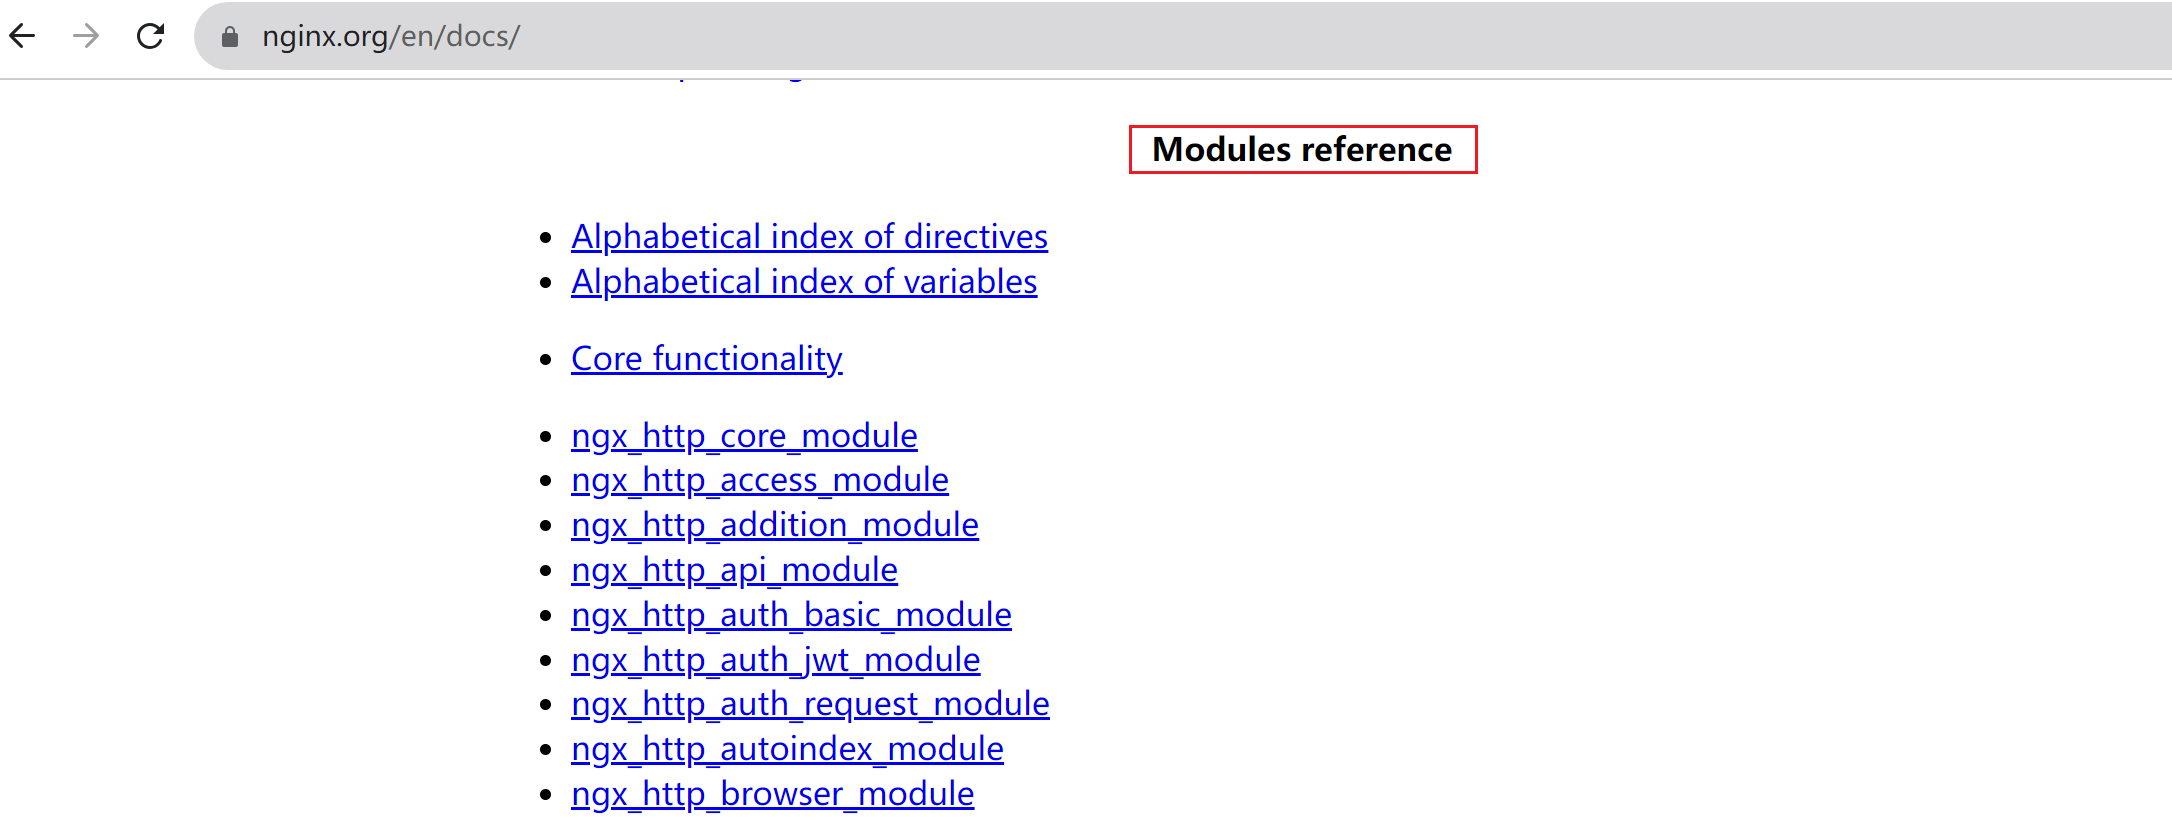 nginx.org/en/docs/
Modules reference
Alphabetical index of directives
Alphabetical index of variables
Core functionality
ngx_http_core_module
ngx_http_access_module
ngx_http_addition_module
ngx_http_api_module
ngx_http_auth_basic_module
ngx_http_auth_jwt_module
ngx_http_auth_request_module
ngx_http_autoindex_module
ngx_http_browser_module